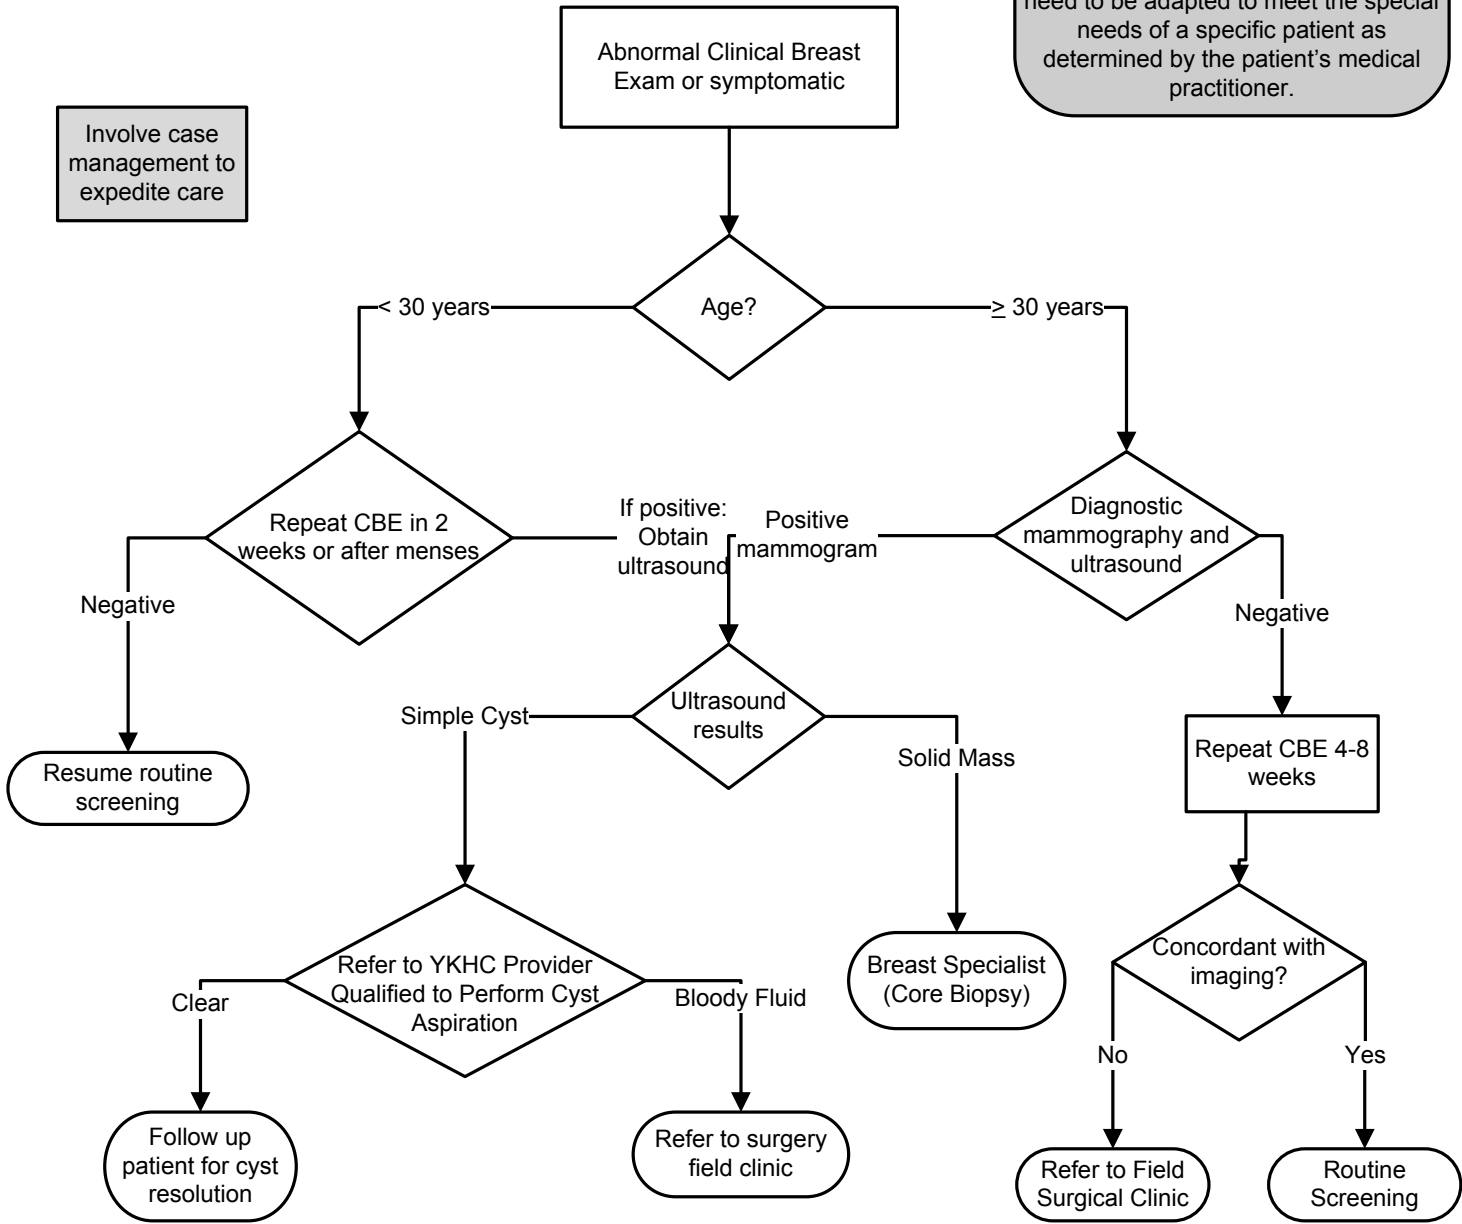 need to be adapted to meet the special
needs of a specific patient as
determined by the patient's medical
practitioner.
Abnormal Clinical Breast
Exam or symptomatic
Involve case
management to
expedite care
Age?
< 30 years
≥ 30 years
Repeat CBE in 2
weeks or after menses
If positive:
Obtain
ultrasound
Positive
mammogram
Diagnostic
mammography and
ultrasound
Negative
Negative
Ultrasound
results
Simple Cyst
Solid Mass
Resume routine
screening
Repeat CBE 4-8
weeks
Refer to YKHC Provider
Qualified to Perform Cyst
Aspiration
Clear
Bloody Fluid
Breast Specialist
(Core Biopsy)
Concordant with
imaging?
No
Yes
Follow up
patient for cyst
resolution
Refer to surgery
field clinic
Refer to Field
Surgical Clinic
Routine
Screening